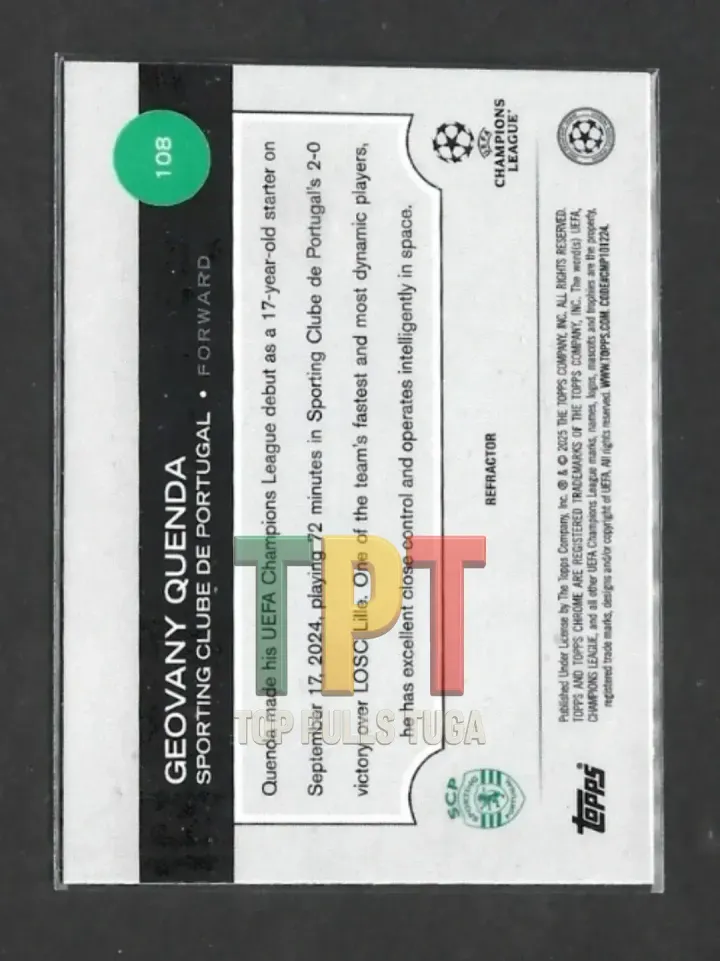 108
GEOVANY QUENDA
SPORTING CLUBE DE PORTUGAL • FORWARD
Quenda made his UEFA Champions League debut as a 17-year-old starter on
September 17, 2024, playing 72 minutes in Sporting Clube de Portugal's 2-0
victory over LOSC Lille. One of the team's fastest and most dynamic players,
he has excellent close control and operates intelligently in space.
TPT
TOP PULLS TUGA
SCP
SPORTING
REFRACTOR
UEFA
CHAMPIONS
LEAGUE
topps
Published Under License by The Topps Company, Inc. ® & © 2025 THE TOPPS COMPANY, INC. ALL RIGHTS RESERVED.
TOPPS AND TOPPS CHROME ARE REGISTERED TRADEMARKS OF THE TOPPS COMPANY, INC. The word(s) UEFA,
CHAMPIONS LEAGUE, and all other UEFA Champions League marks, names, logos, mascots and trophies are the property,
registered trade marks, designs and/or copyright of UEFA. All rights reserved. WWW.TOPPS.COM. CODE#CMP101224.